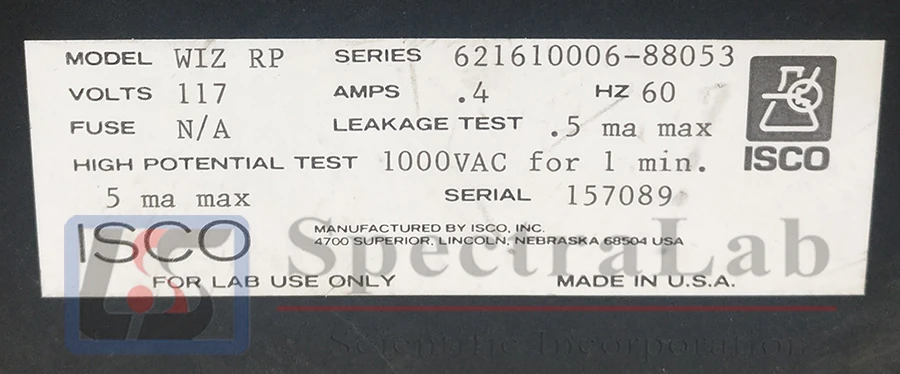 MODEL WIZ RP SERIES 621610006-88053
VOLTS 117 AMPS .4 HZ 60
FUSE N/A LEAKAGE TEST .5 ma max
ISCO
HIGH POTENTIAL TEST 1000VAC for 1 min.
5 ma max SERIAL 157089
ISCO
MANUFACTURED BY ISCO, INC.
4700 SUPERIOR, LINCOLN, NEBRASKA 68504 USA
SpectraLab
FOR LAB USE ONLY MADE IN U.S.A.
Scientific Incorporation